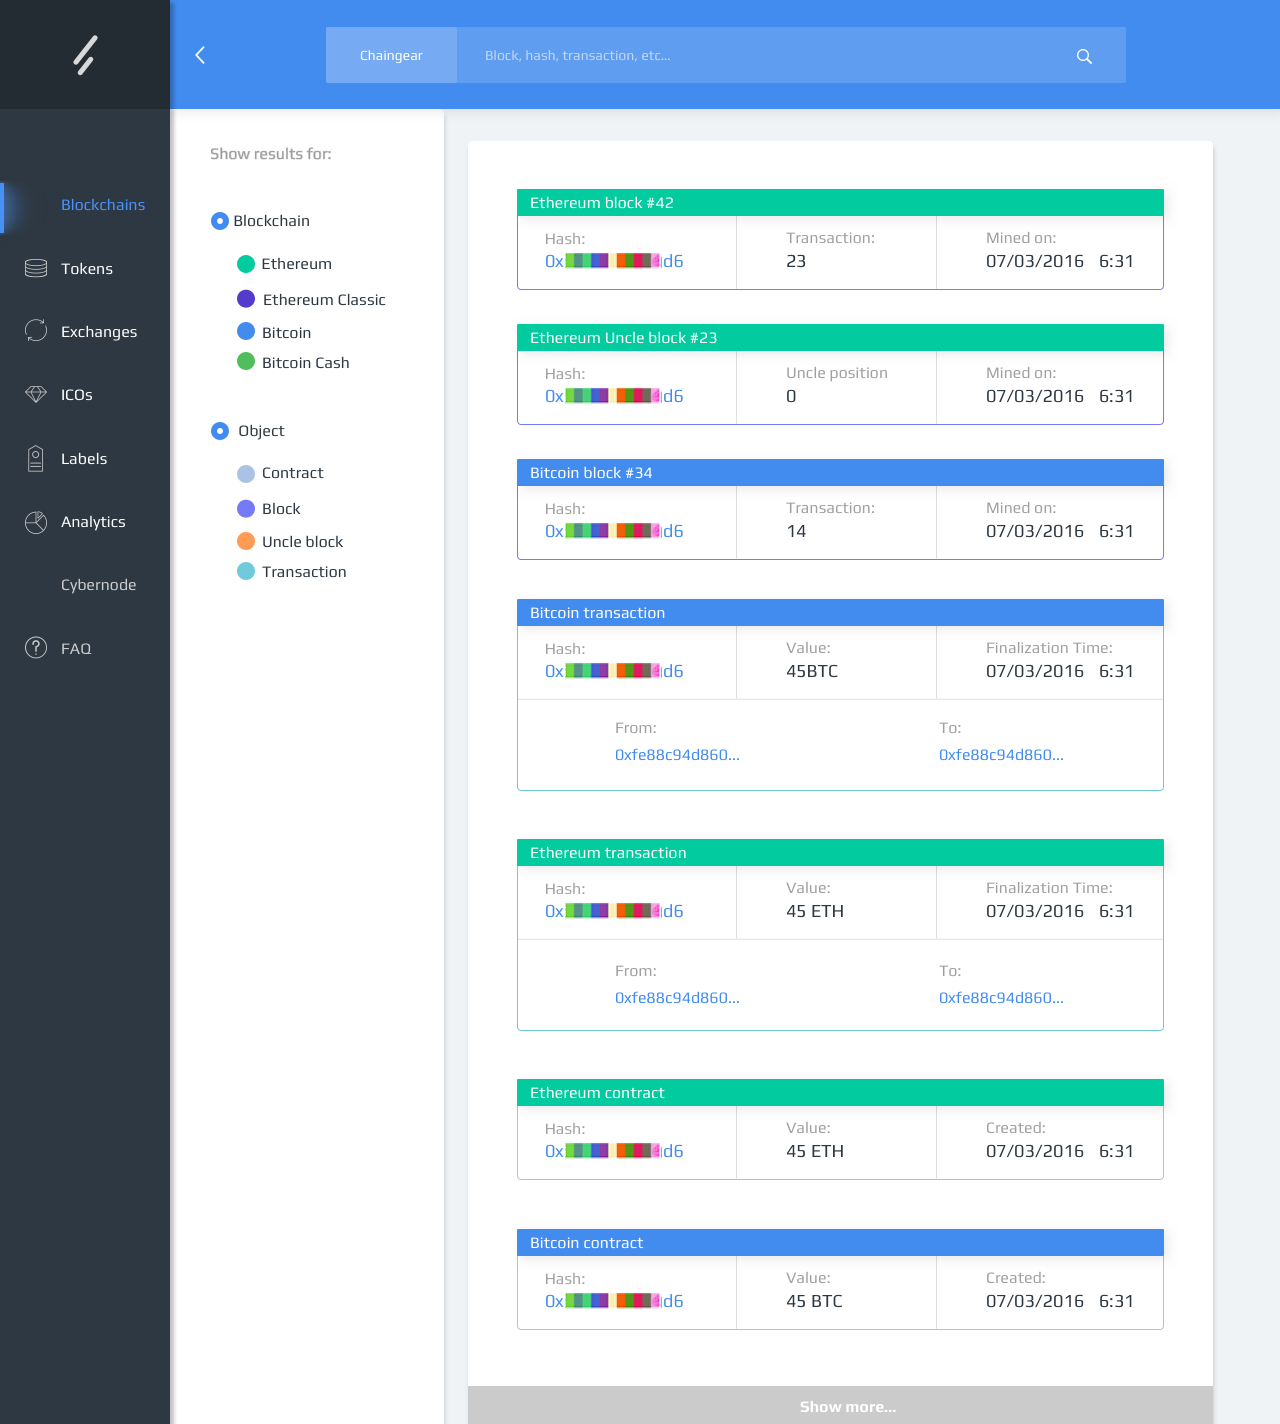 Chaingear
Block, hash, transaction, etc...
Blockchains
Tokens
Exchanges
ICOs
Labels
Analytics
Cybernode
FAQ
Show results for:
Blockchain
Ethereum
Ethereum Classic
Bitcoin
Bitcoin Cash
Object
Contract
Block
Uncle block
Transaction
Ethereum block #42
Hash: Transaction: Mined on:
0x d6 23 07/03/2016 6:31
Ethereum Uncle block #23
Hash: Uncle position Mined on:
0x d6 0 07/03/2016 6:31
Bitcoin block #34
Hash: Transaction: Mined on:
0x d6 14 07/03/2016 6:31
Bitcoin transaction
Hash: Value: Finalization Time:
0x d6 45BTC 07/03/2016 6:31
From: To:
0xfe88c94d860... 0xfe88c94d860...
Ethereum transaction
Hash: Value: Finalization Time:
0x d6 45 ETH 07/03/2016 6:31
From: To:
0xfe88c94d860... 0xfe88c94d860...
Ethereum contract
Hash: Value: Created:
0x d6 45 ETH 07/03/2016 6:31
Bitcoin contract
Hash: Value: Created:
0x d6 45 BTC 07/03/2016 6:31
Show more...